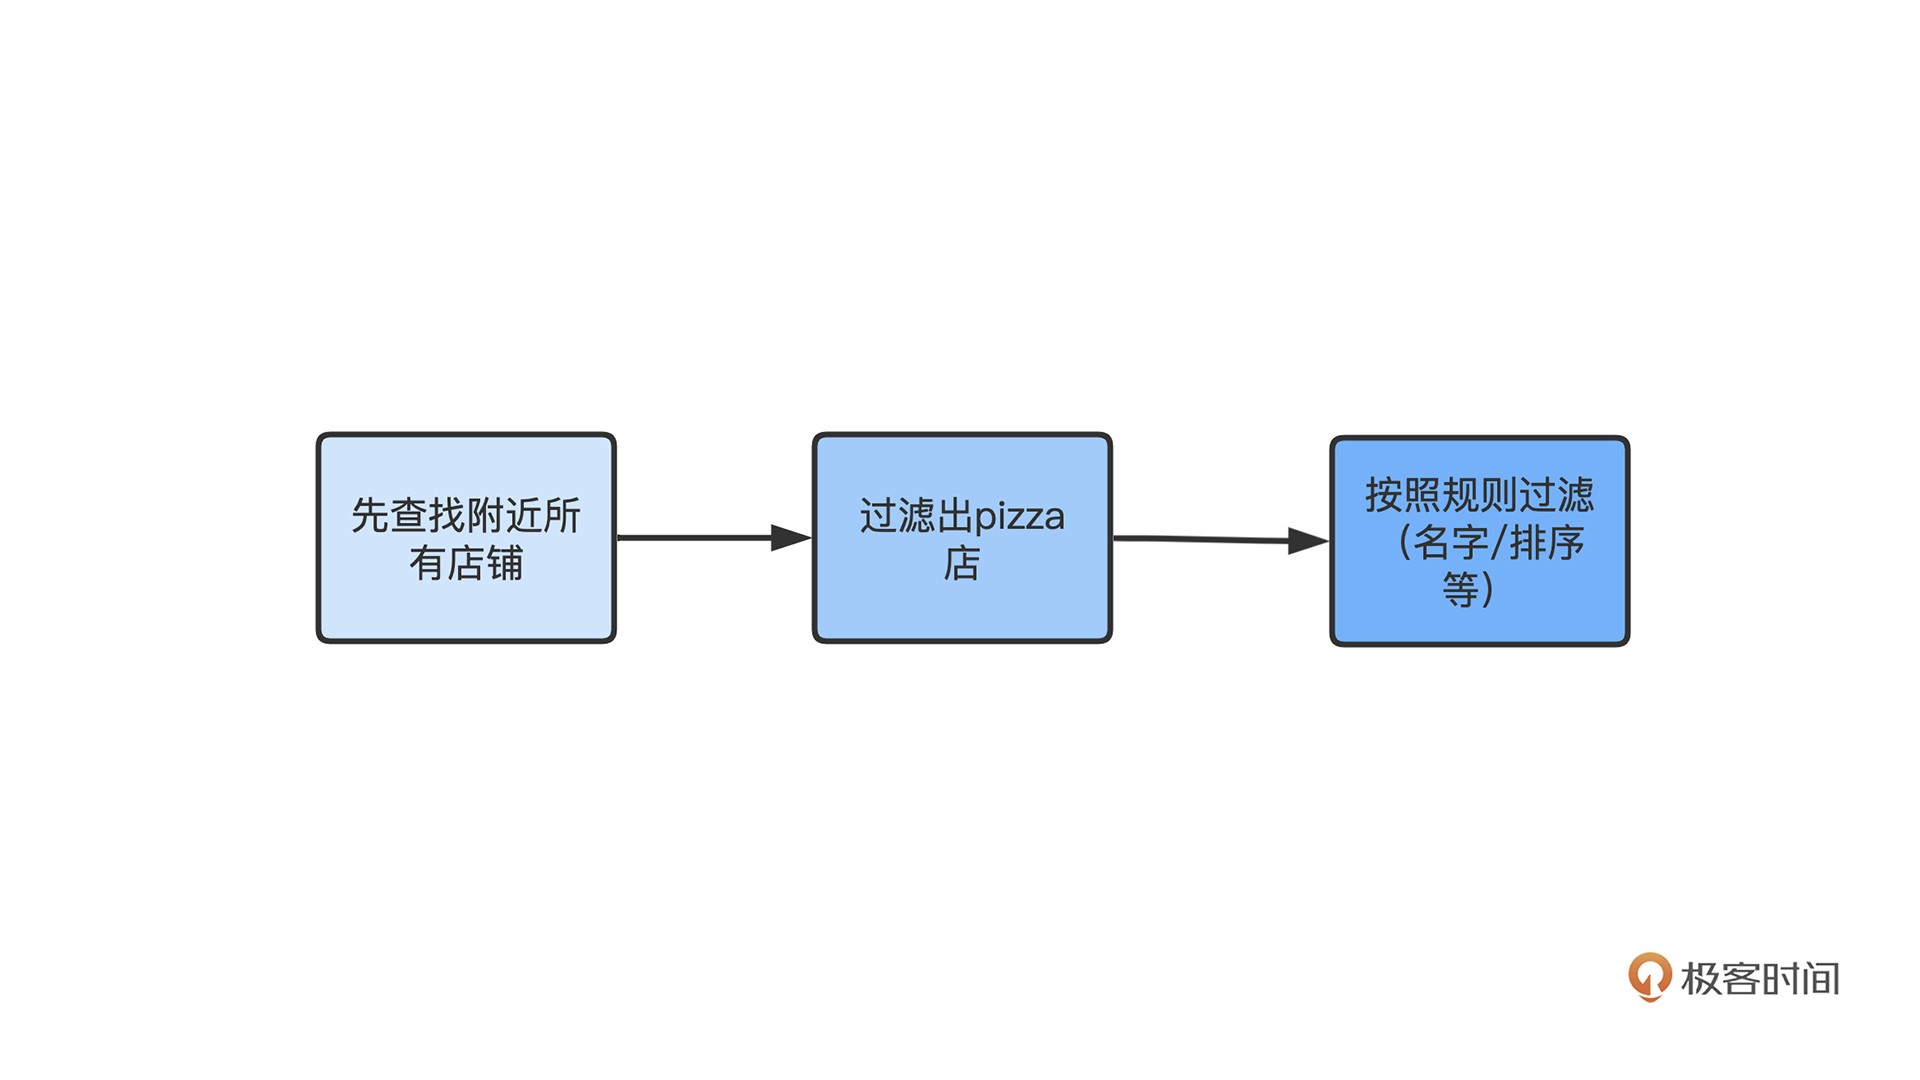 先查找附近所
有店铺
过滤出pizza
店
按照规则过滤
（名字/排序
等）
极客时间